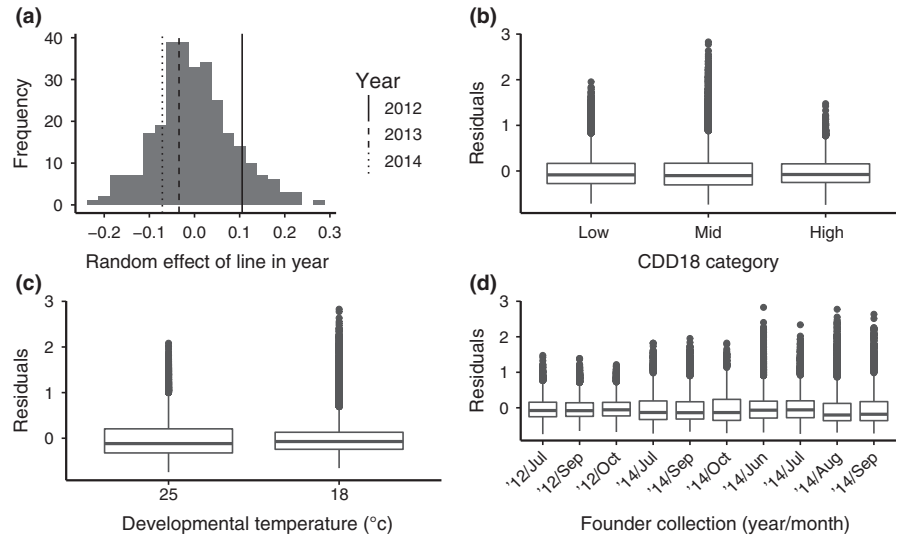 (a)
40
30
20
10
0
Frequency
−0.2 −0.1 0.0 0.1 0.2 0.3
Random effect of line in year
Year
2012
2013
2014
(b)
3
2
1
0
Residuals
Low Mid High
CDD18 category
(c)
3
2
1
0
Residuals
25 18
Developmental temperature (°c)
(d)
3
2
1
0
Residuals
'12/Jul '12/Sep '12/Oct '14/Jul '14/Sep '14/Oct '14/Jun '14/Jul '14/Aug '14/Sep
Founder collection (year/month)